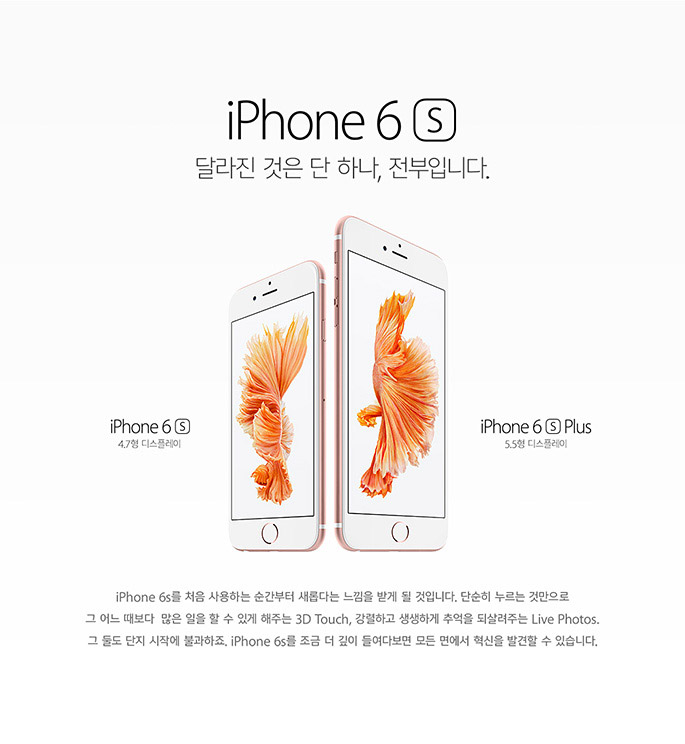 iPhone 6 S
달라진 것은 단 하나, 전부입니다.
iPhone 6 S
4.7형 디스플레이
iPhone 6 S Plus
5.5형 디스플레이
iPhone 6s를 처음 사용하는 순간부터 새롭다는 느낌을 받게 될 것입니다. 단순히 누르는 것만으로
그 어느 때보다 많은 일을 할 수 있게 해주는 3D Touch, 강렬하고 생생하게 추억을 되살려주는 Live Photos.
그 둘도 단지 시작에 불과하죠. iPhone 6s를 조금 더 깊이 들여다보면 모든 면에서 혁신을 발견할 수 있습니다.